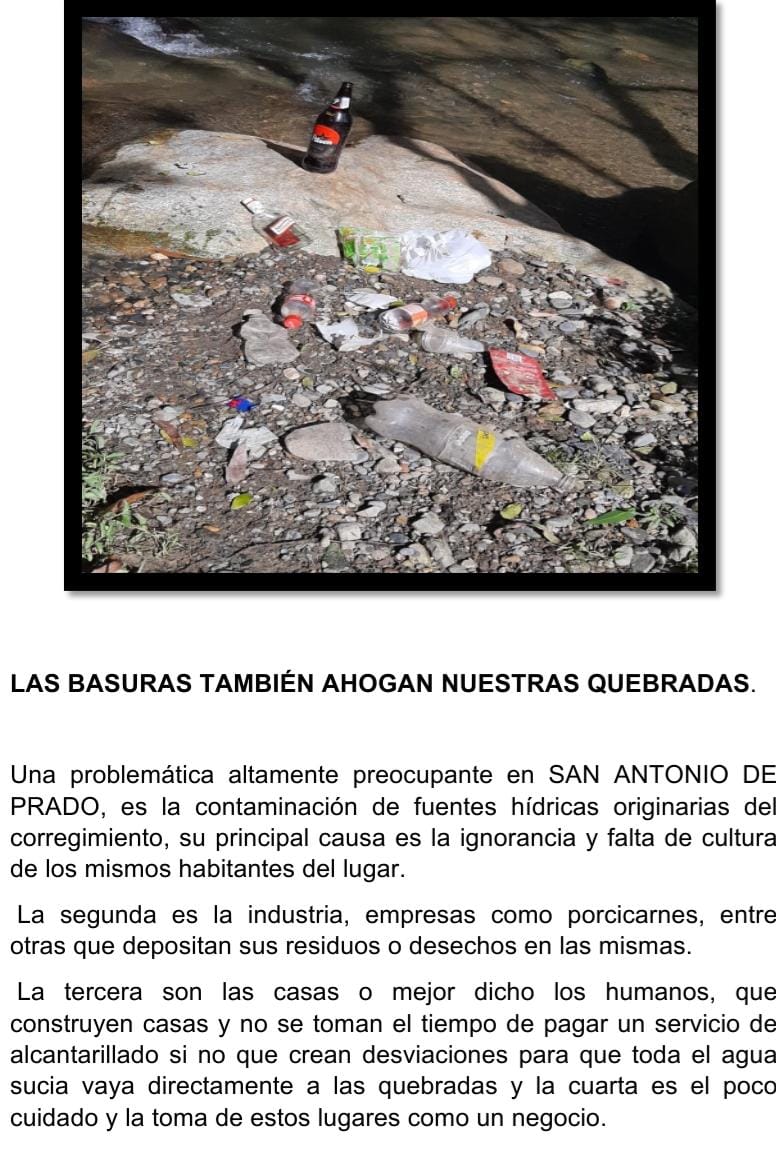 LAS BASURAS TAMBIÉN AHOGAN NUESTRAS QUEBRADAS.
Una problemática altamente preocupante en SAN ANTONIO DE
PRADO, es la contaminación de fuentes hídricas originarias del
corregimiento, su principal causa es la ignorancia y falta de cultura
de los mismos habitantes del lugar.
La segunda es la industria, empresas como porcicarnes, entre
otras que depositan sus residuos o desechos en las mismas.
La tercera son las casas o mejor dicho los humanos, que
construyen casas y no se toman el tiempo de pagar un servicio de
alcantarillado si no que crean desviaciones para que toda el agua
sucia vaya directamente a las quebradas y la cuarta es el poco
cuidado y la toma de estos lugares como un negocio.